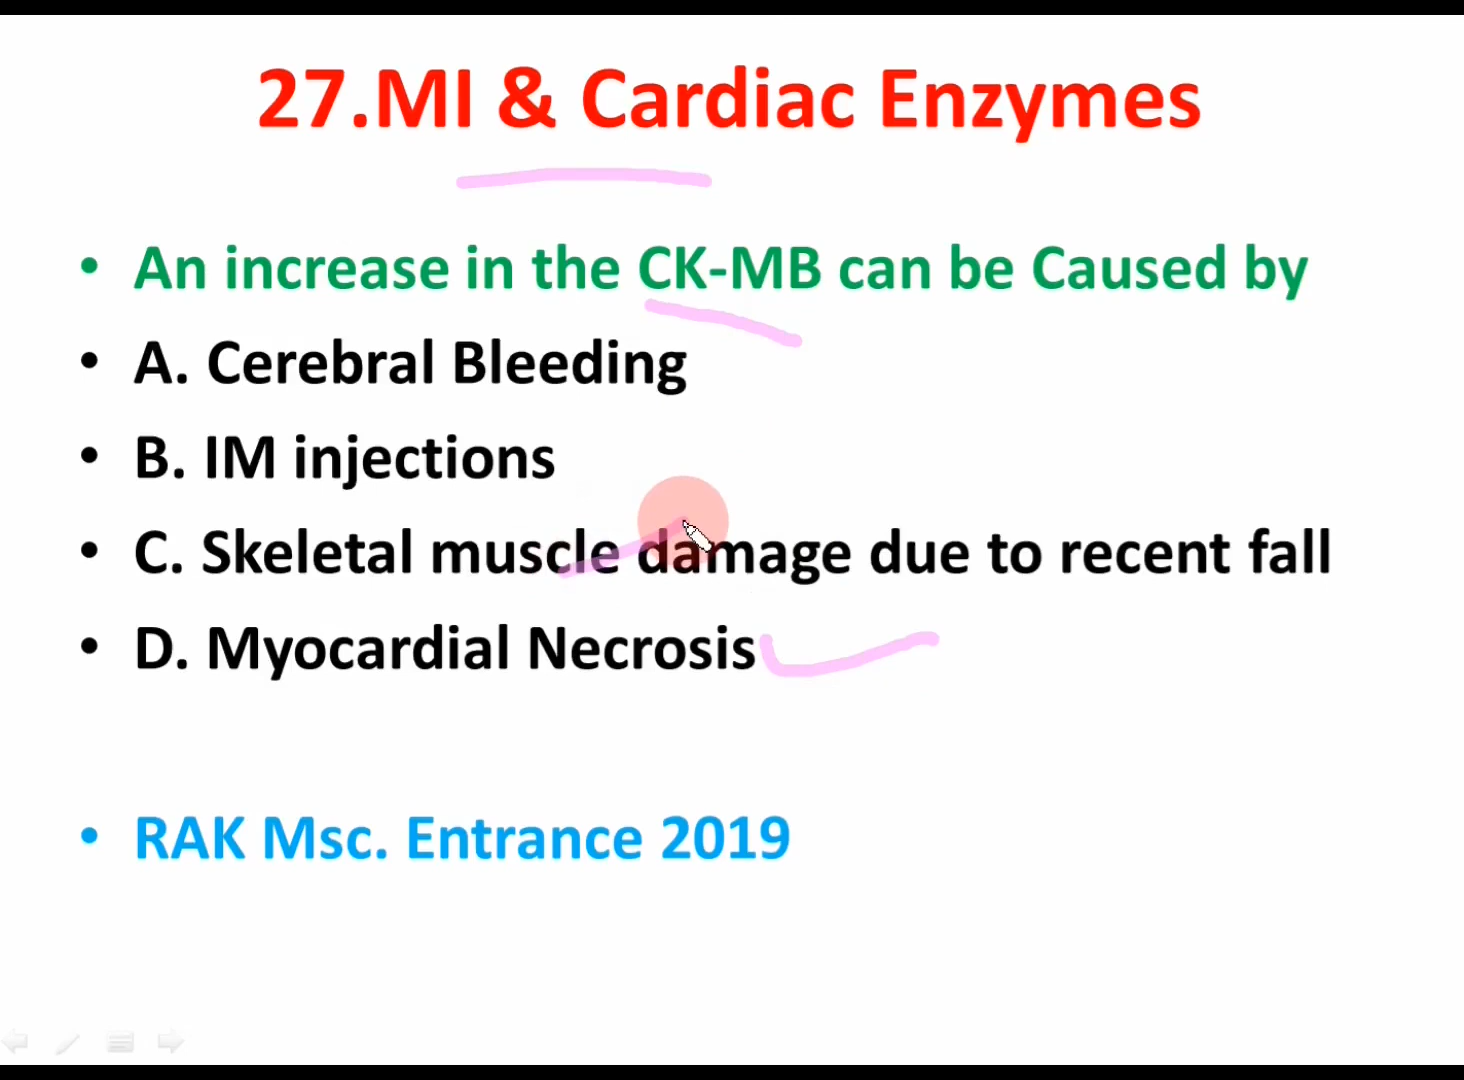 27.MI & Cardiac Enzymes
• An increase in the CK-MB can be Caused by
• A. Cerebral Bleeding
• B. IM injections
• C. Skeletal muscle damage due to recent fall
• D. Myocardial Necrosis
• RAK Msc. Entrance 2019